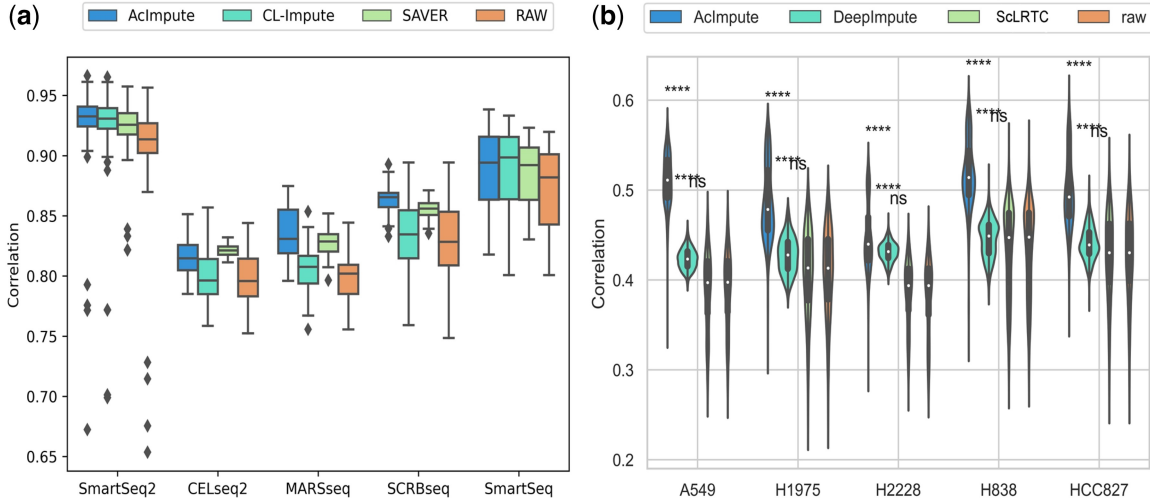 (a)
AcImpute CL-Impute SAVER RAW
Correlation
0.95
0.90
0.85
0.80
0.75
0.70
0.65
SmartSeq2 CELseq2 MARSseq SCRBseq SmartSeq
(b)
AcImpute DeepImpute ScLRTC raw
Correlation
0.6
0.5
0.4
0.3
0.2
**** **** ns
**** **** ns
**** **** ns
**** **** ns
**** **** ns
A549 H1975 H2228 H838 HCC827